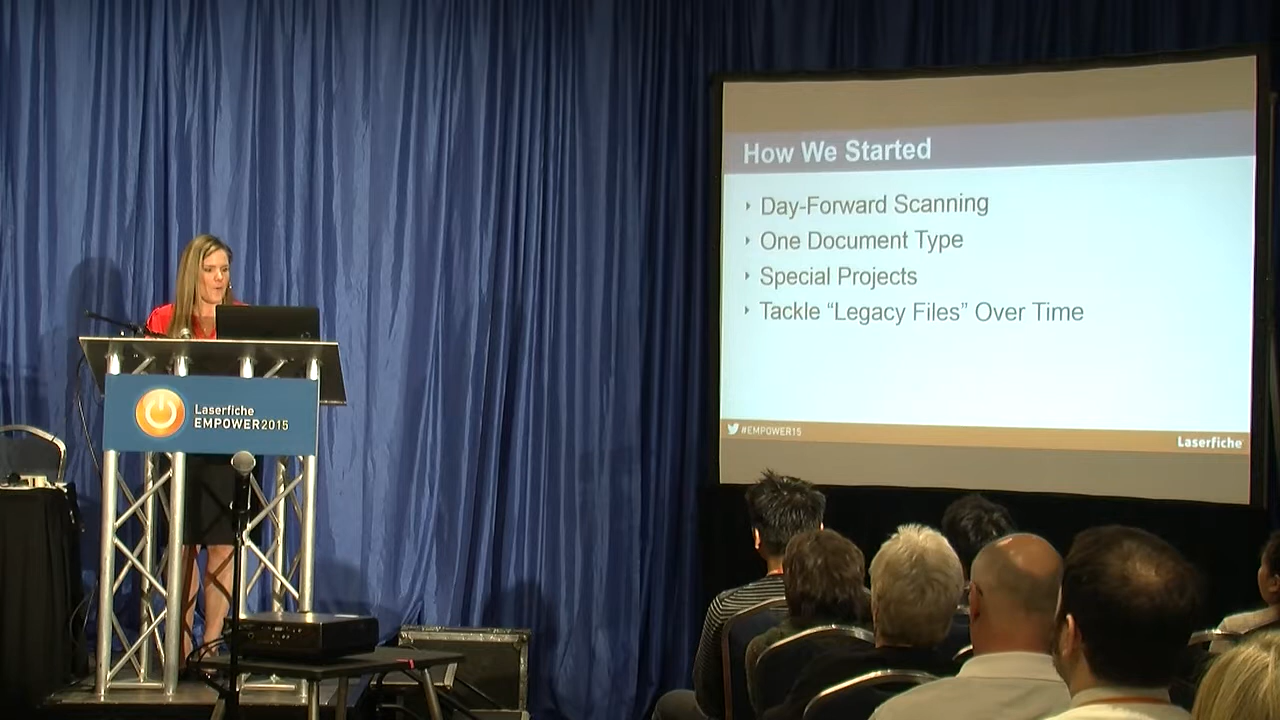 How We Started
Day-Forward Scanning
One Document Type
Special Projects
Tackle “Legacy Files” Over Time
#EMPOWER15
Laserfiche
Laserfiche
EMPOWER2015